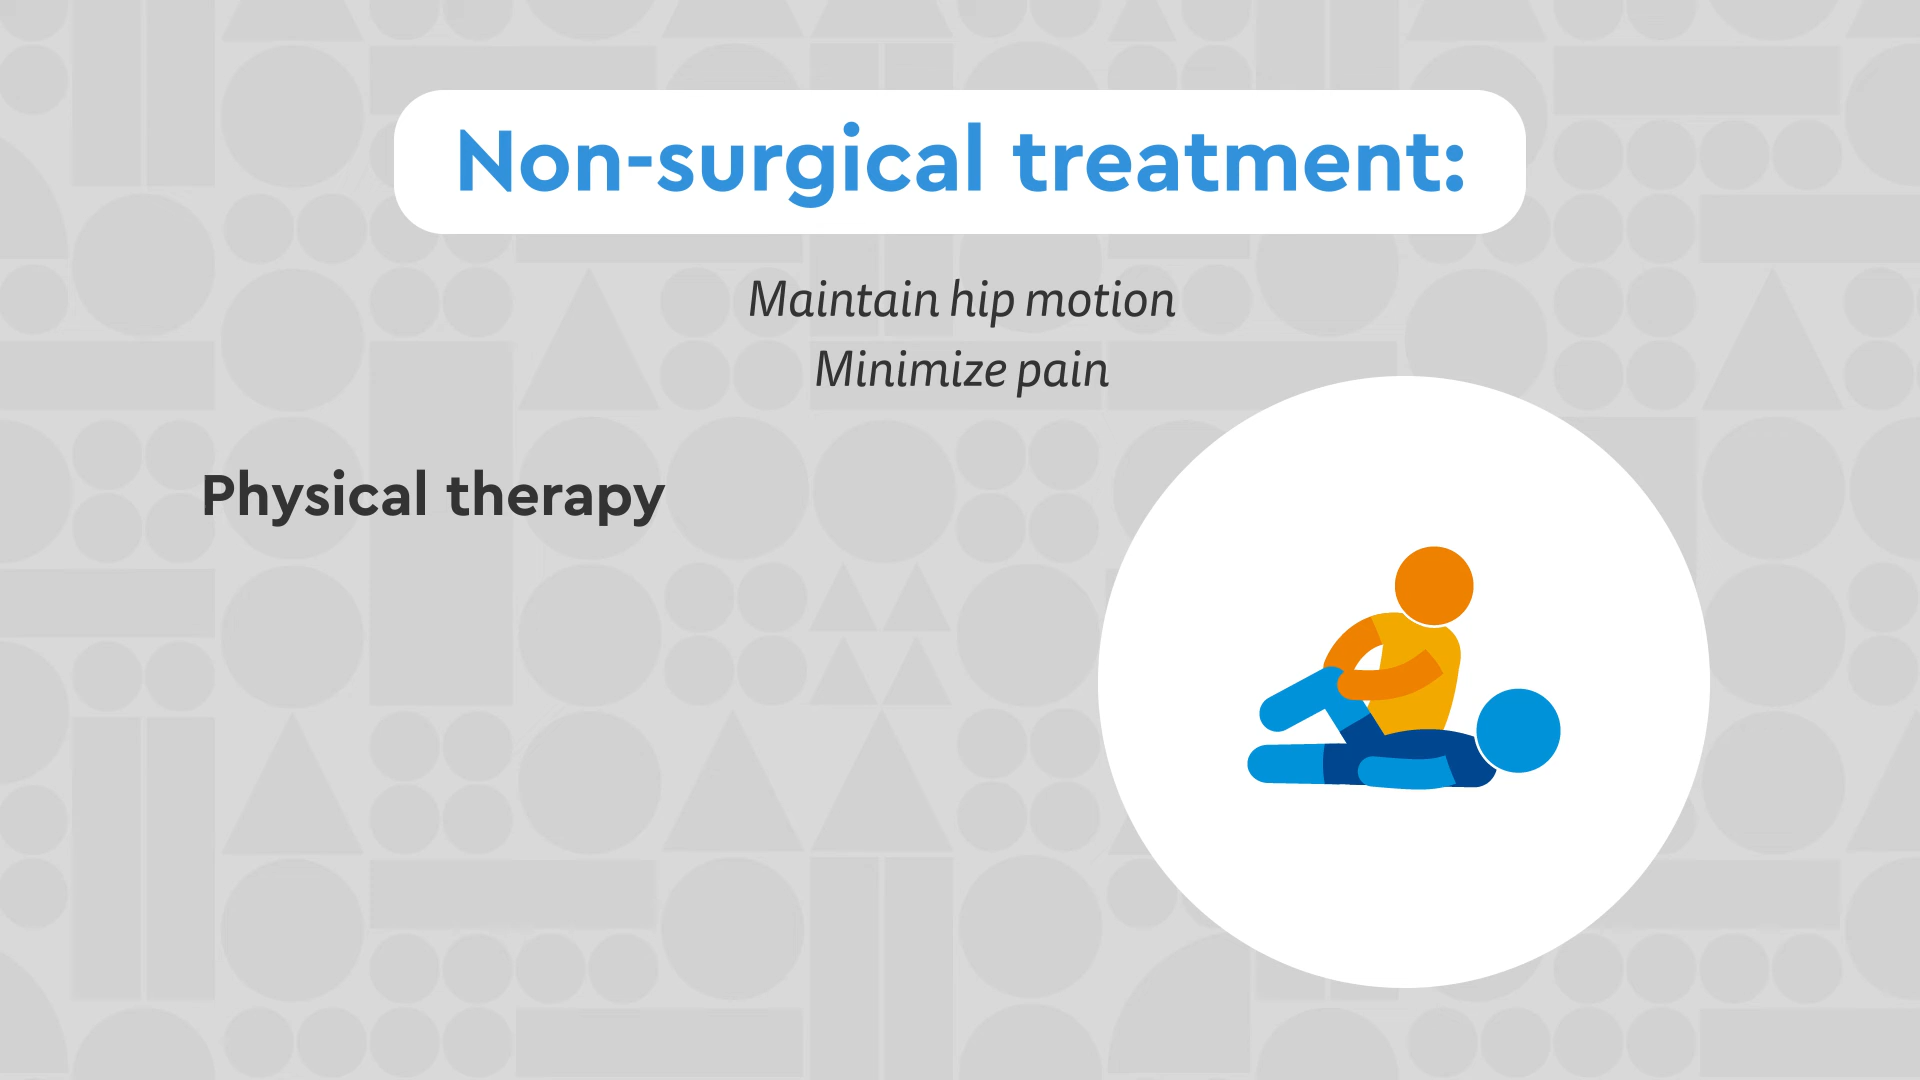 Non-surgical treatment:
Maintain hip motion
Minimize pain
Physical therapy